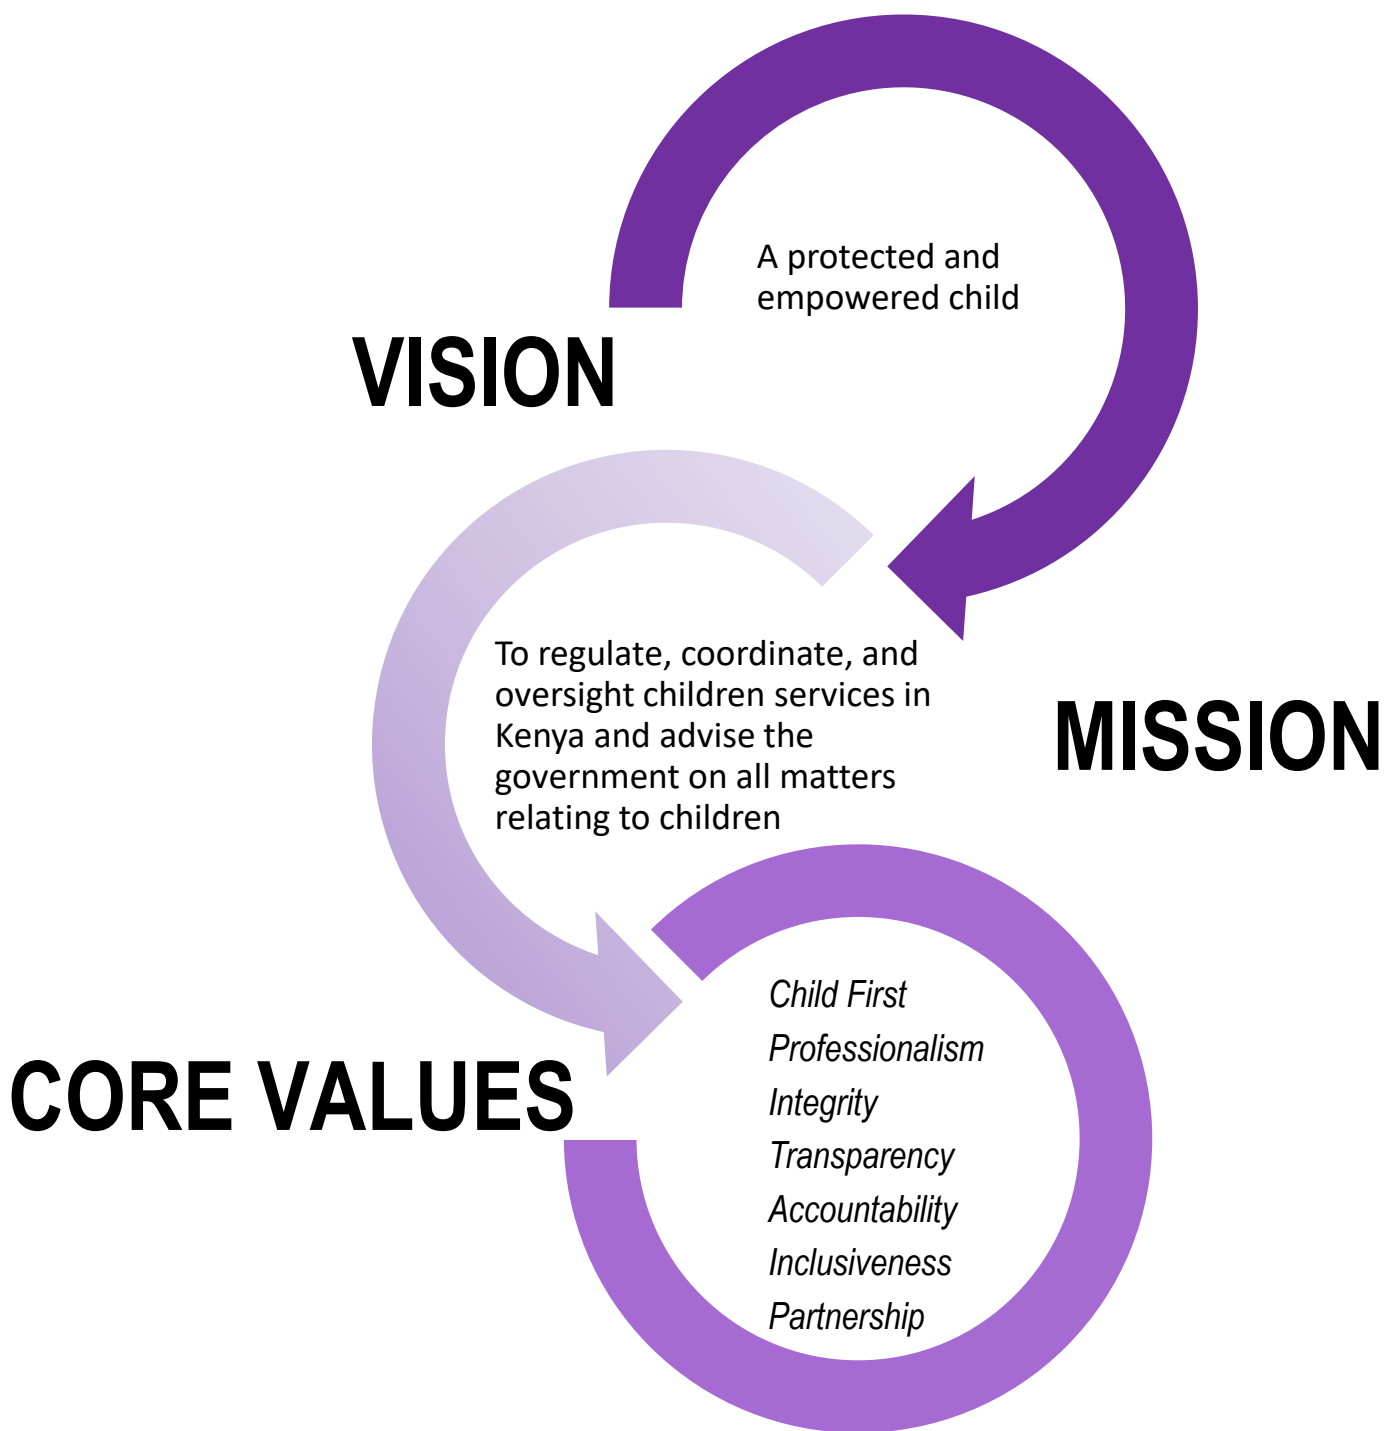 A protected and
empowered child
VISION
To regulate, coordinate, and
oversight children services in
Kenya and advise the
government on all matters
relating to children
MISSION
CORE VALUES
Child First
Professionalism
Integrity
Transparency
Accountability
Inclusiveness
Partnership